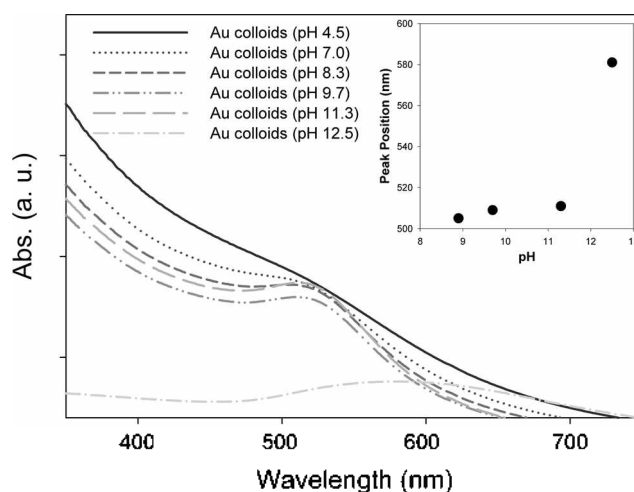 Au colloids (pH 4.5)
Au colloids (pH 7.0)
Au colloids (pH 8.3)
Au colloids (pH 9.7)
Au colloids (pH 11.3)
Au colloids (pH 12.5)
Abs. (a. u.)
400 500 600 700
Wavelength (nm)
Peak Position (nm)
600
580
560
540
520
500
8 9 10 11 12 13
pH